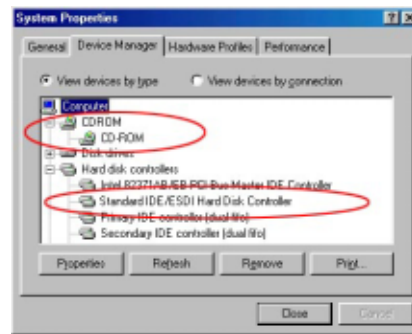 System Properties
General Device Manager Hardware Profiles Performance
View devices by type View devices by connection
Computer
CDROM
CD-ROM
Disk drives
Hard disk controllers
Intel 82371AB/EB PCI Bus Master IDE Controller
Standard IDE/ESDI Hard Disk Controller
Primary IDE controller (dual fifo)
Secondary IDE controller (dual fifo)
Properties Refresh Remove Print...
Close Cancel